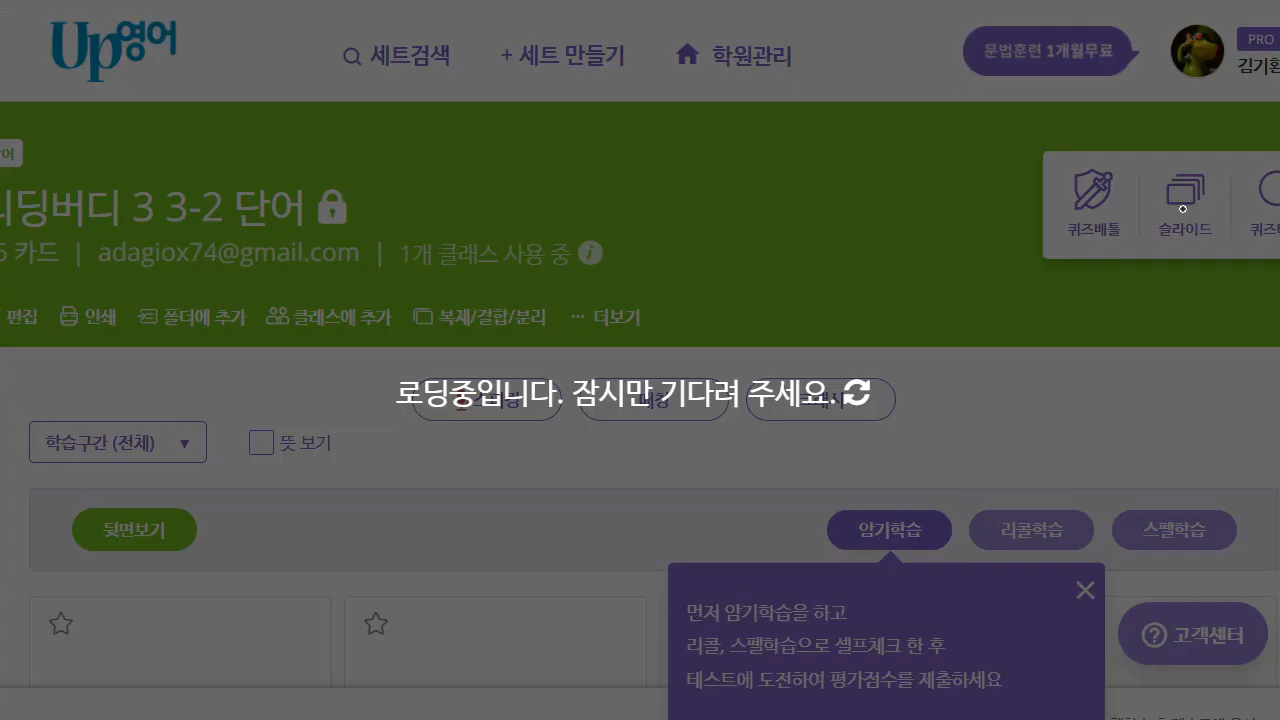 Up영어
세트검색
+ 세트 만들기
학원관리
문법훈련 1개월무료
PRO
김기홍
리딩버디 3 3-2 단어
카드 | adagiox74@gmail.com | 1개 클래스 사용 중
퀴즈배틀
슬라이드
편집
인쇄
폴더에 추가
클래스에 추가
복제/결합/분리
더보기
로딩중입니다. 잠시만 기다려 주세요.
학습구간 (전체)
뜻 보기
뒷면보기
암기학습
리콜학습
스펠학습
먼저 암기학습을 하고
리콜, 스펠학습으로 셀프체크 한 후
테스트에 도전하여 평가점수를 제출하세요
고객센터